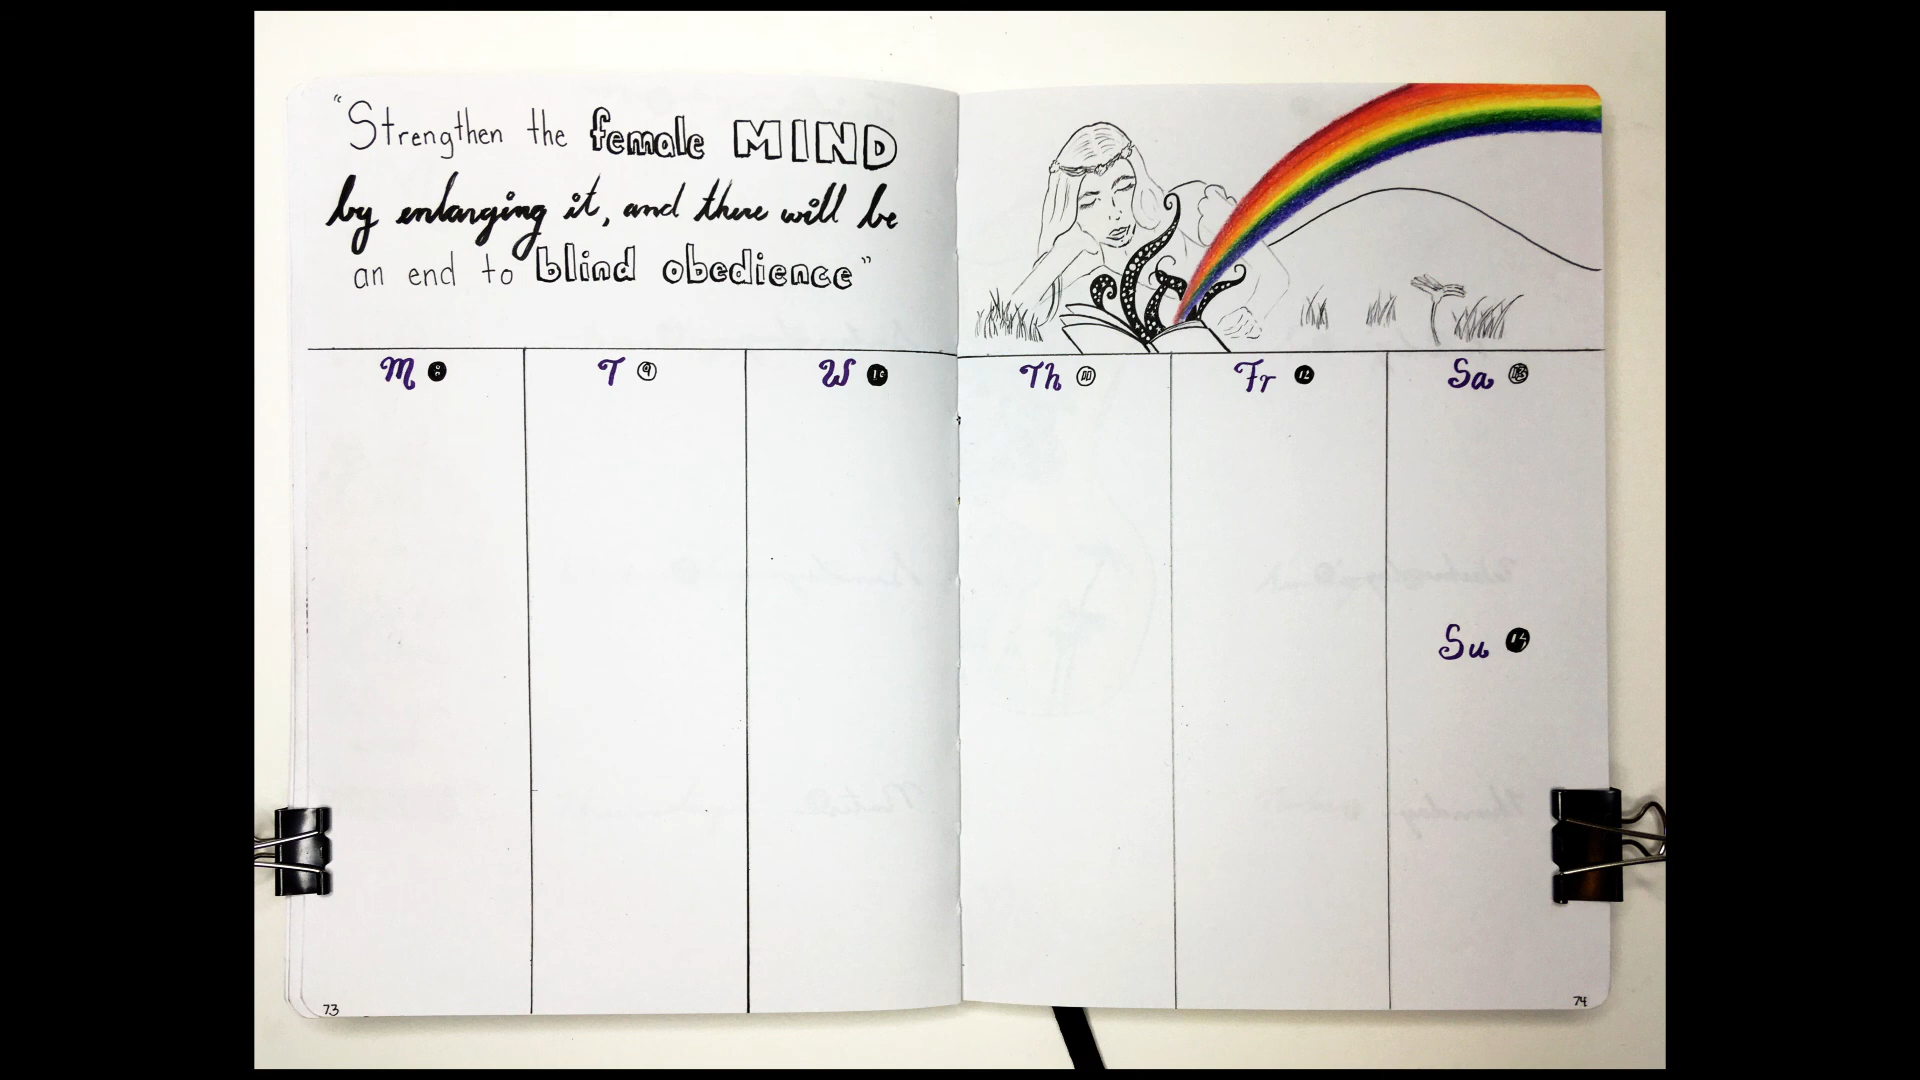 "Strengthen the female MIND
by enlarging it, and there will be
an end to blind obedience"
M 8
T 9
W 10
Th 11
Fr 12
Sa 13
Su 14
73
74